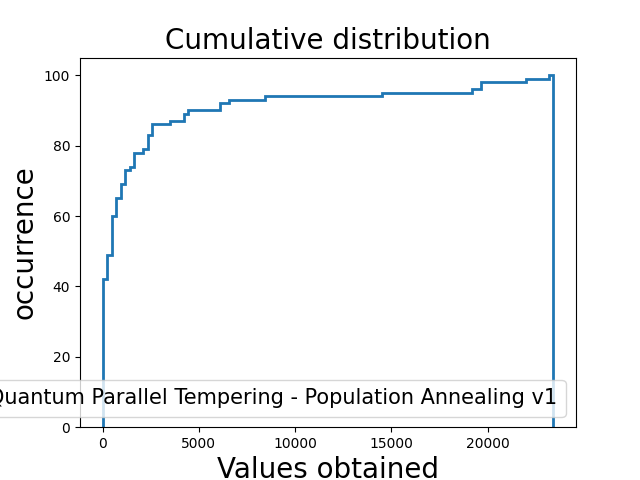 Cumulative distribution
occurrence
100
80
60
40
20
0
Parallel Tempering - Population Annealing v1
0 5000 10000 15000 20000
Values obtained